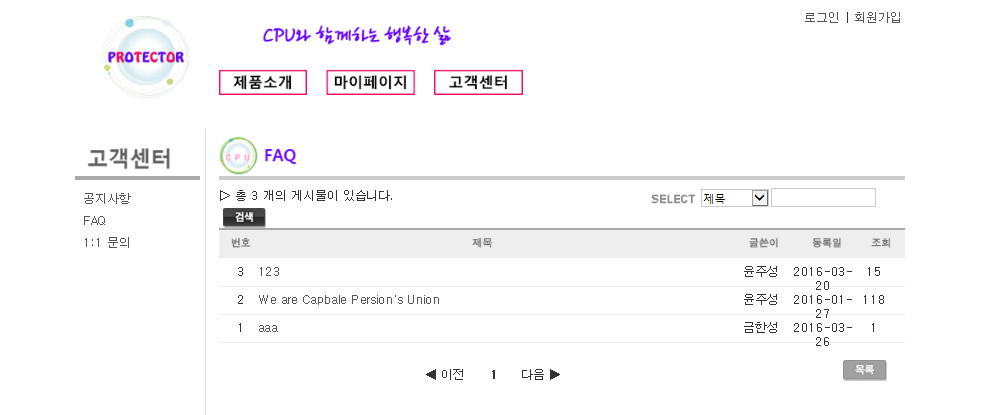 로그인 | 회원가입
PROTECTOR
CPU와 함께하는 행복한 삶
제품소개 마이페이지 고객센터
고객센터
공지사항
FAQ
1:1 문의
CPU FAQ
▷ 총 3 개의 게시물이 있습니다.
SELECT 제목
검색
번호 제목 글쓴이 등록일 조회
3 123 윤주성 2016-03-20 15
2 We are Capbale Persion's Union 윤주성 2016-01-27 118
1 aaa 금한성 2016-03-26 1
◀ 이전 1 다음 ▶
목록